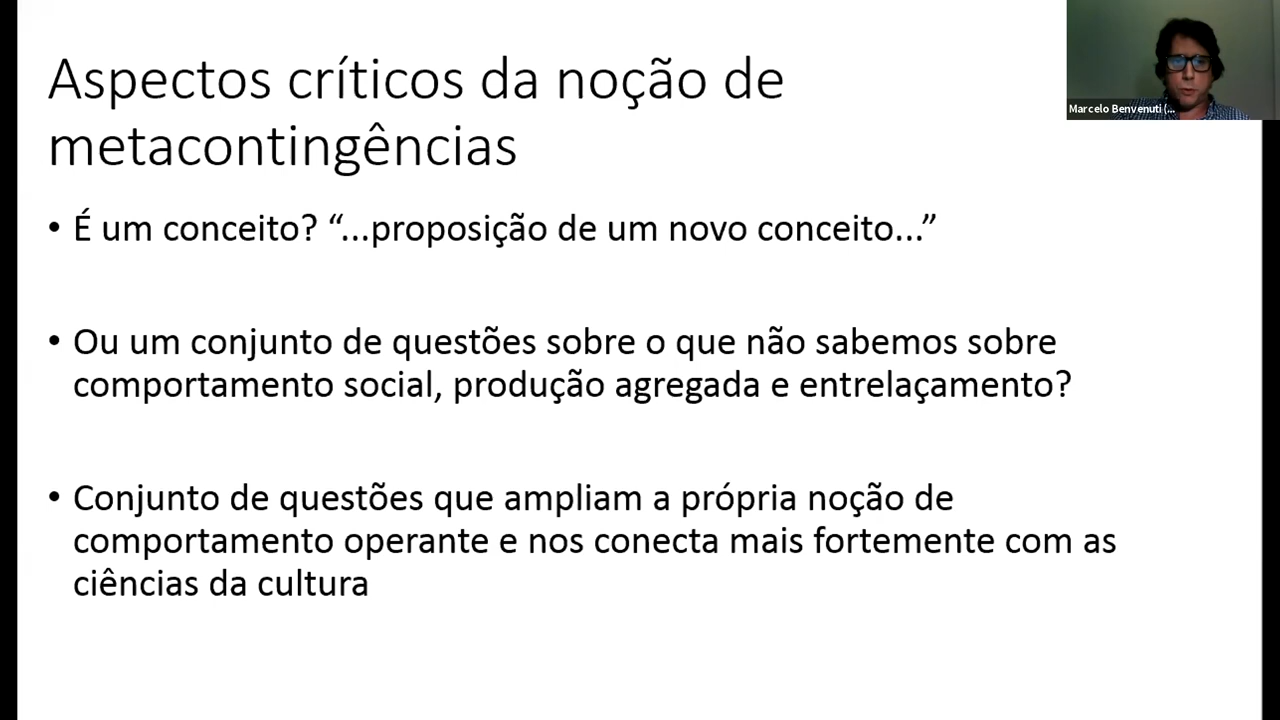 Aspectos críticos da noção de
metacontingências
Marcelo Benvenuti (...
• É um conceito? “...proposição de um novo conceito...”
• Ou um conjunto de questões sobre o que não sabemos sobre
comportamento social, produção agregada e entrelaçamento?
• Conjunto de questões que ampliam a própria noção de
comportamento operante e nos conecta mais fortemente com as
ciências da cultura